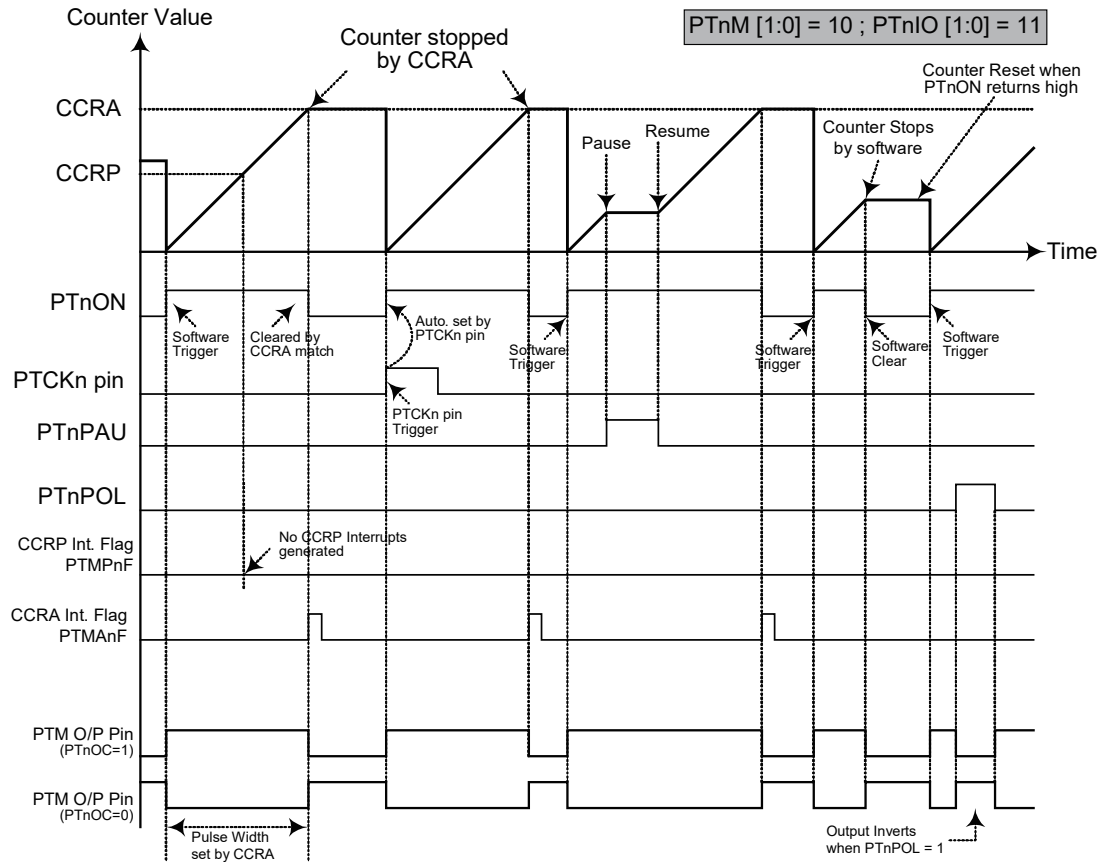 Counter Value
PTnM [1:0] = 10 ; PTnIO [1:0] = 11
Counter stopped
by CCRA
Counter Reset when
PTnON returns high
CCRA
Pause
Resume
Counter Stops
by software
CCRP
Time
PTnON
Software
Trigger
Cleared by
CCRA match
Auto. set by
PTCKn pin
Software
Trigger
Software
Trigger
Software
Clear
Software
Trigger
PTCKn pin
PTCKn pin
Trigger
PTnPAU
PTnPOL
CCRP Int. Flag
PTMPnF
No CCRP Interrupts
generated
CCRA Int. Flag
PTMAnF
PTM O/P Pin
(PTnOC=1)
PTM O/P Pin
(PTnOC=0)
Pulse Width
set by CCRA
Output Inverts
when PTnPOL = 1